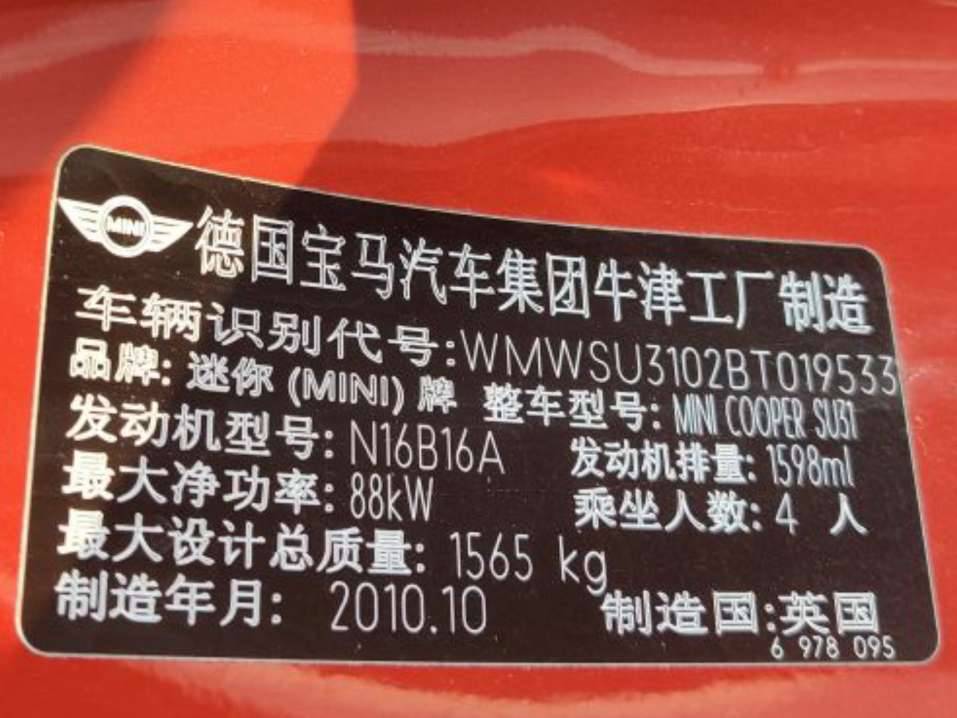 MINI 德国宝马汽车集团牛津工厂制造
车辆识别代号:WMWSU3102BT019533
品牌: 迷你 (MINI) 牌 整车型号: MINI COOPER SU31
发动机型号: N16B16A 发动机排量: 1598ml
最大净功率: 88kW 乘坐人数: 4 人
最大设计总质量: 1565 kg
制造年月: 2010.10 制造国:英国
6 978 095